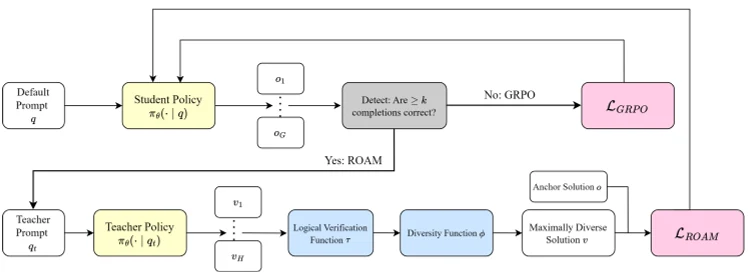 Default
Prompt
q
Student Policy
πθ(· | q)
o1
oG
Detect: Are ≥ k
completions correct?
No: GRPO
LGRPO
Yes: ROAM
Teacher
Prompt
qt
Teacher Policy
πθ(· | qt)
v1
vH
Logical Verification
Function τ
Diversity Function ϕ
Anchor Solution o
Maximally Diverse
Solution v
LROAM